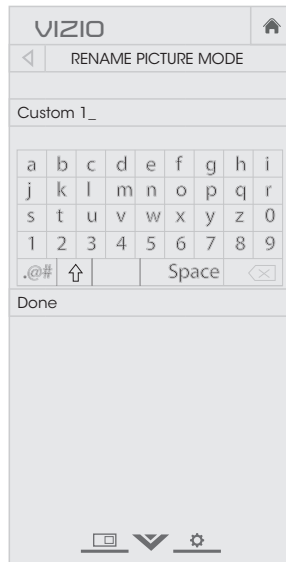 VIZIO
RENAME PICTURE MODE
Custom 1_
a b c d e f g h i
j k l m n o p q r
s t u v w x y z 0
1 2 3 4 5 6 7 8 9
.@# Space
Done